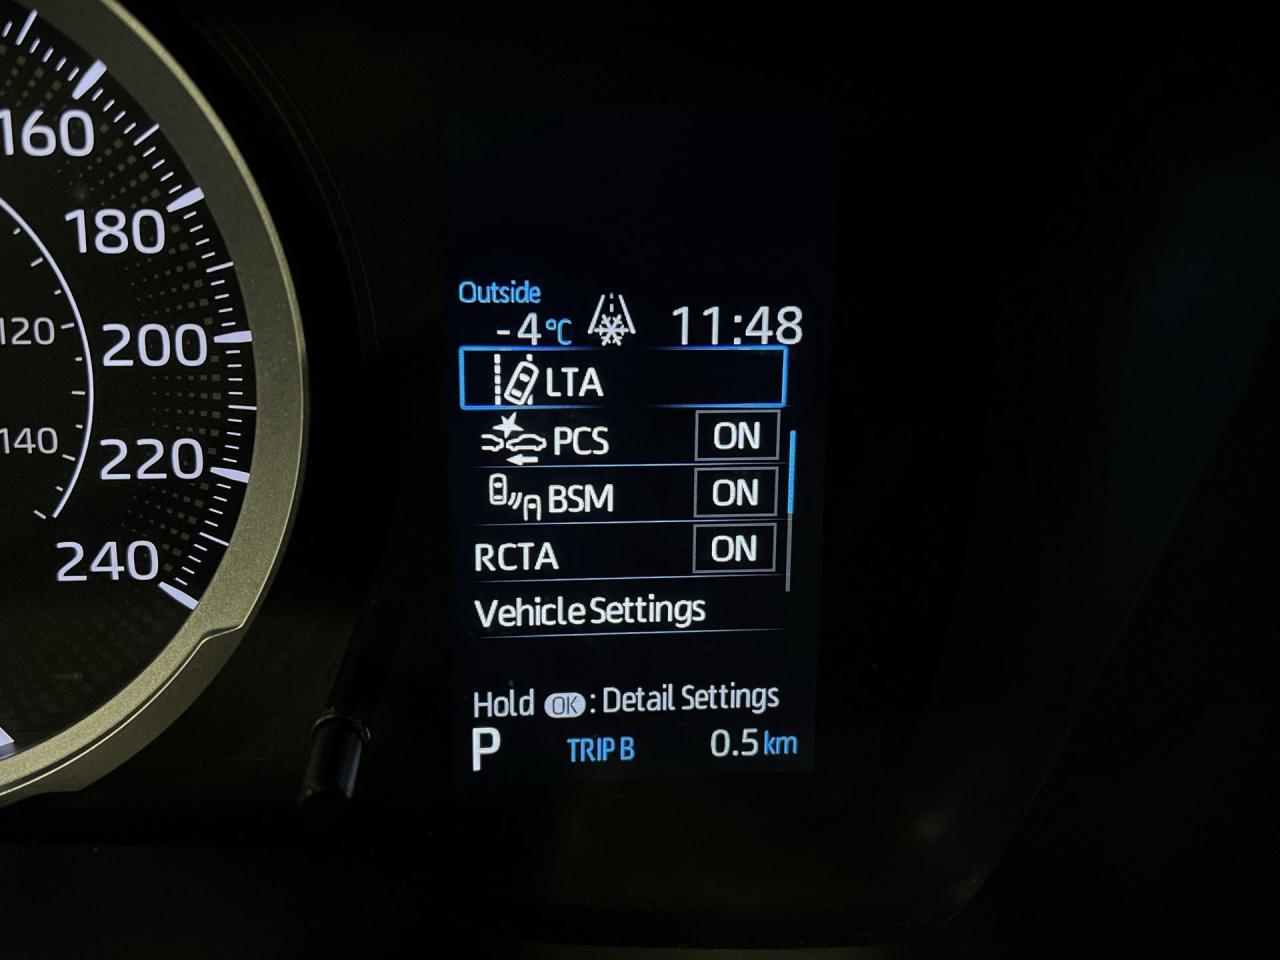 160
180
120
200
140
220
240
Outside
-4°C 11:48
LTA
PCS ON
BSM ON
RCTA ON
Vehicle Settings
Hold OK : Detail Settings
P TRIP B 0.5 km